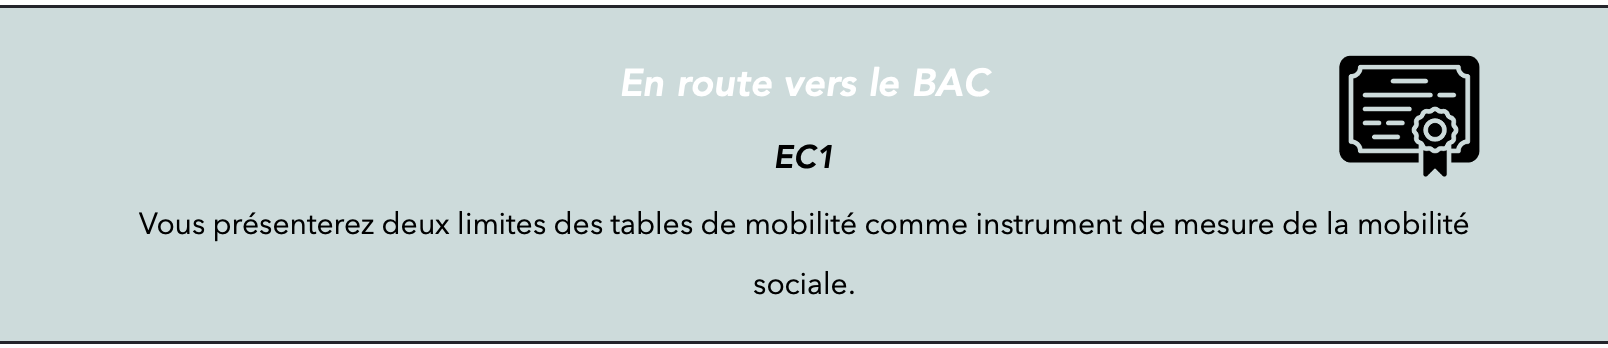 En route vers le BAC
EC1
Vous présenterez deux limites des tables de mobilité comme instrument de mesure de la mobilité
sociale.